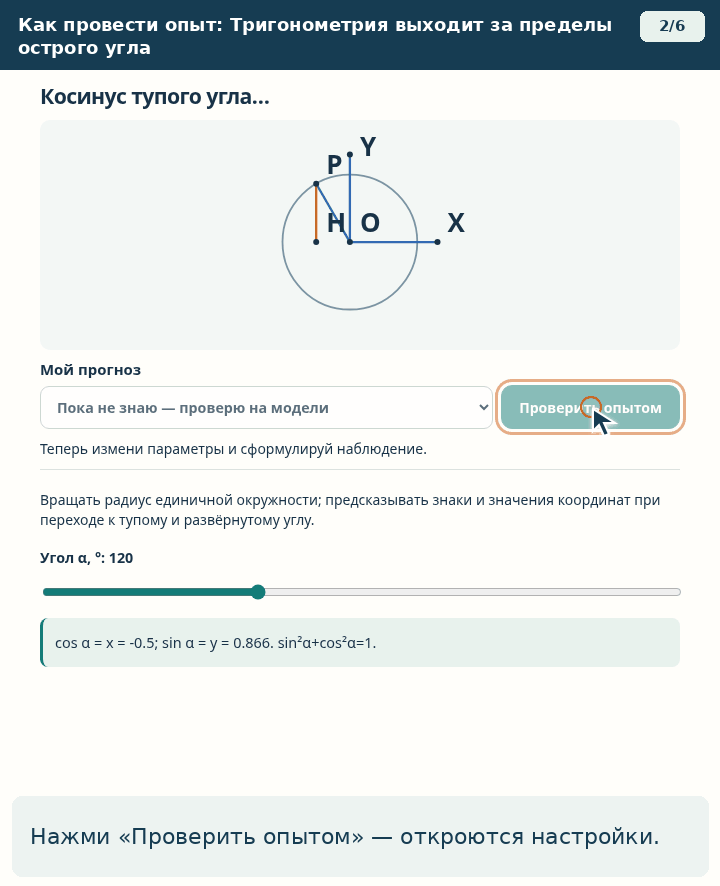 Как провести опыт: Тригонометрия выходит за пределы
острого угла
2/6
Косинус тупого угла…
Y
P
H
O
X
Мой прогноз
Пока не знаю — проверю на модели
Проверить опытом
Теперь измени параметры и сформулируй наблюдение.
Вращать радиус единичной окружности; предсказывать знаки и значения координат при
переходе к тупому и развёрнутому углу.
Угол α, °: 120
cos α = x = -0.5; sin α = y = 0.866. sin²α+cos²α=1.
Нажми «Проверить опытом» — откроются настройки.